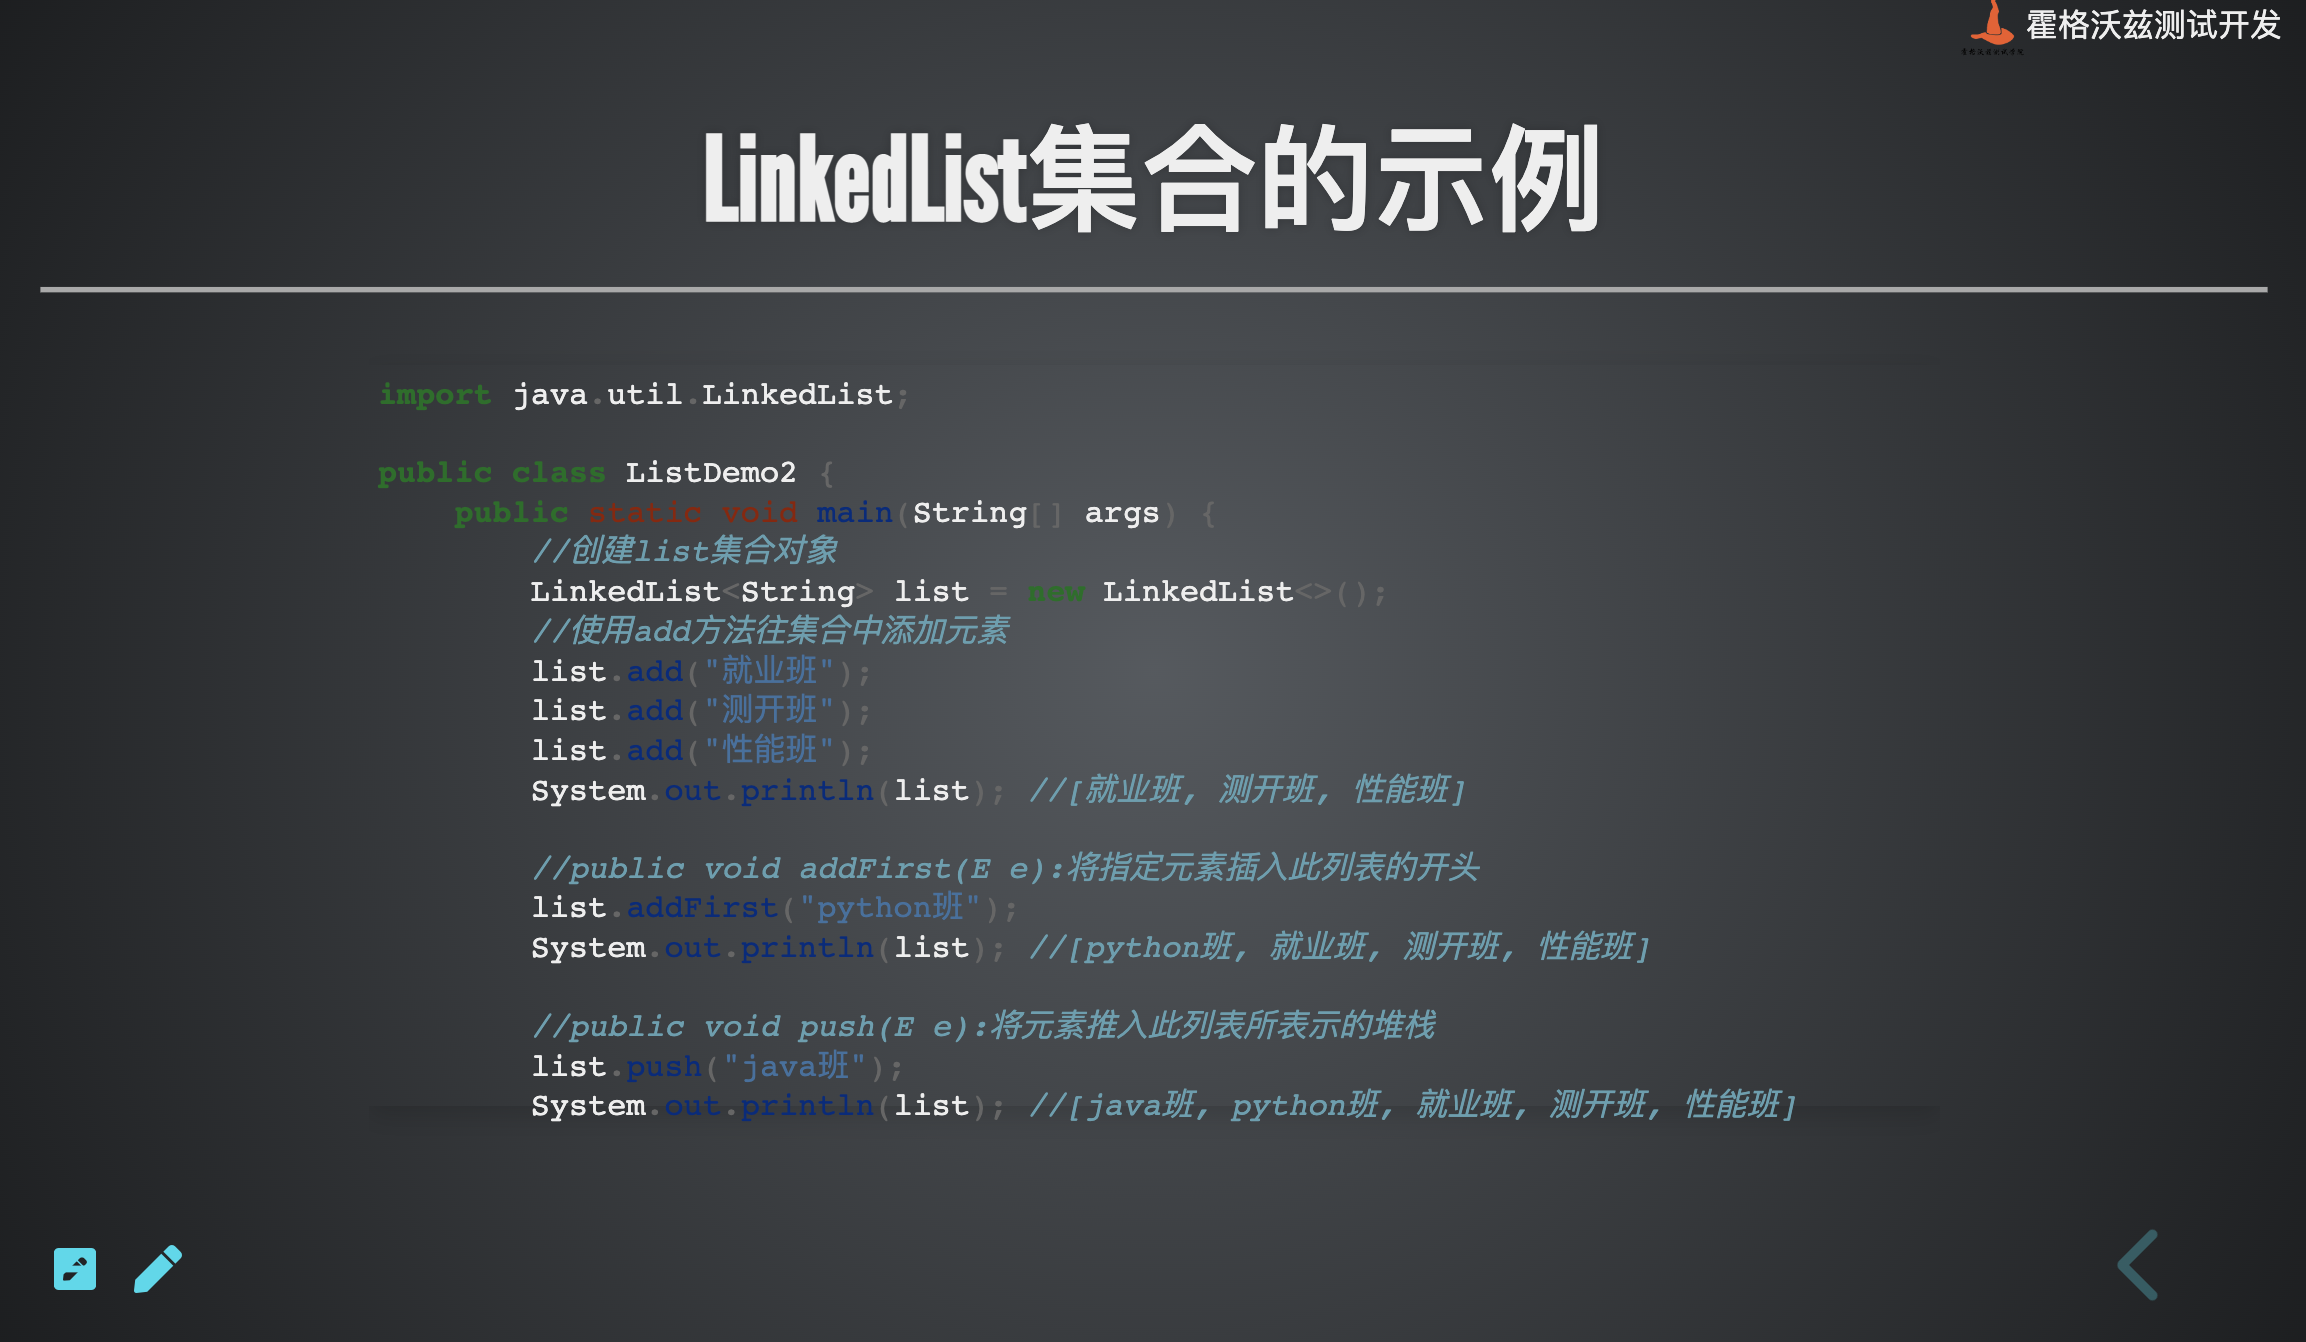 霍格沃兹测试开发
LinkedList集合的示例
import java.util.LinkedList;
public class ListDemo2 {
public static void main(String[] args) {
//创建list集合对象
LinkedList<String> list = new LinkedList<>();
//使用add方法往集合中添加元素
list.add("就业班");
list.add("测开班");
list.add("性能班");
System.out.println(list); //[就业班, 测开班, 性能班]
//public void addFirst(E e):将指定元素插入此列表的开头
list.addFirst("python班");
System.out.println(list); //[python班, 就业班, 测开班, 性能班]
//public void push(E e):将元素推入此列表所表示的堆栈
list.push("java班");
System.out.println(list); //[java班, python班, 就业班, 测开班, 性能班]